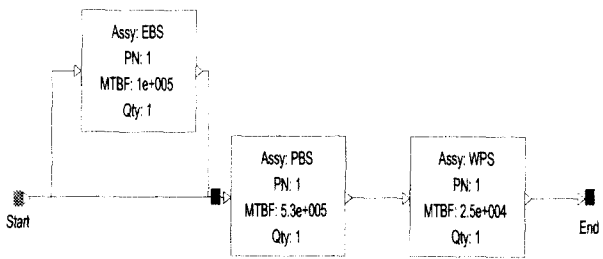 Assy: EBS
PN: 1
MTBF: 1e+005
Qty: 1
Start
Assy: PBS
PN: 1
MTBF: 5.3e+005
Qty: 1
Assy: WPS
PN: 1
MTBF: 2.5e+004
Qty: 1
End